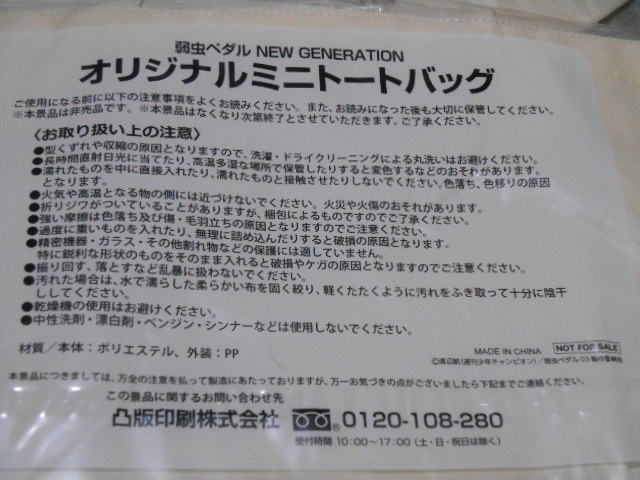 弱虫ペダル NEW GENERATION
オリジナルミニトートバッグ
ご使用になる前に以下の注意事項をよくお読みください。また、お読みになった後も大切に保管してください。
※本景品は非売品です。※本景品はなくなり次第終了とさせていただきます。ご了承ください。
〈お取り扱い上の注意〉
●型くずれや収縮の原因となりますので、洗濯・ドライクリーニングによる丸洗いはお避けください。
●長時間直射日光に当てたり、高温多湿な場所で保管したりすると変色するなどのおそれがあります。
●濡れたものを中に直接入れたり、濡れたものと接触させたりしないでください。色落ち、色移りの原因
となります。
●火気や高温となる物の側には近づけないでください。火災や火傷のおそれがあります。
●折りジワがついていることがありますが、梱包によるものですのでご了承ください。
●強い摩擦は色落ち及び傷・毛羽立ちの原因となりますのでご注意ください。
●過度に重いものを入れたり、無理に詰め込んだりすると破損の原因となります。
●精密機器・ガラス・その他割れ物などの保護には適していません。
特に鋭利な形状のものをそのまま入れると破損やケガの原因となりますのでご注意ください。
●振り回す、落とすなど乱暴に扱わないでください。
●汚れた場合は、水で濡らした柔らかい布を固く絞り、軽くたたくように汚れをふき取って十分に陰干
ししてください。
●乾燥機の使用はお避けください。
●中性洗剤・漂白剤・ベンジン・シンナーなどは使用しないでください。
材質／本体：ポリエステル、外装：PP
MADE IN CHINA NOT FOR SALE
©渡辺航(週刊少年チャンピオン)／弱虫ペダル03製作委員会
本景品につきましては、万全の注意を払って製造にあたっておりますが、万一お気づきの点がございましたら下記までご連絡ください。
この景品に関するお問い合わせ先
凸版印刷株式会社 0120-108-280
受付時間 10:00〜17:00（土・日・祝日は除く）